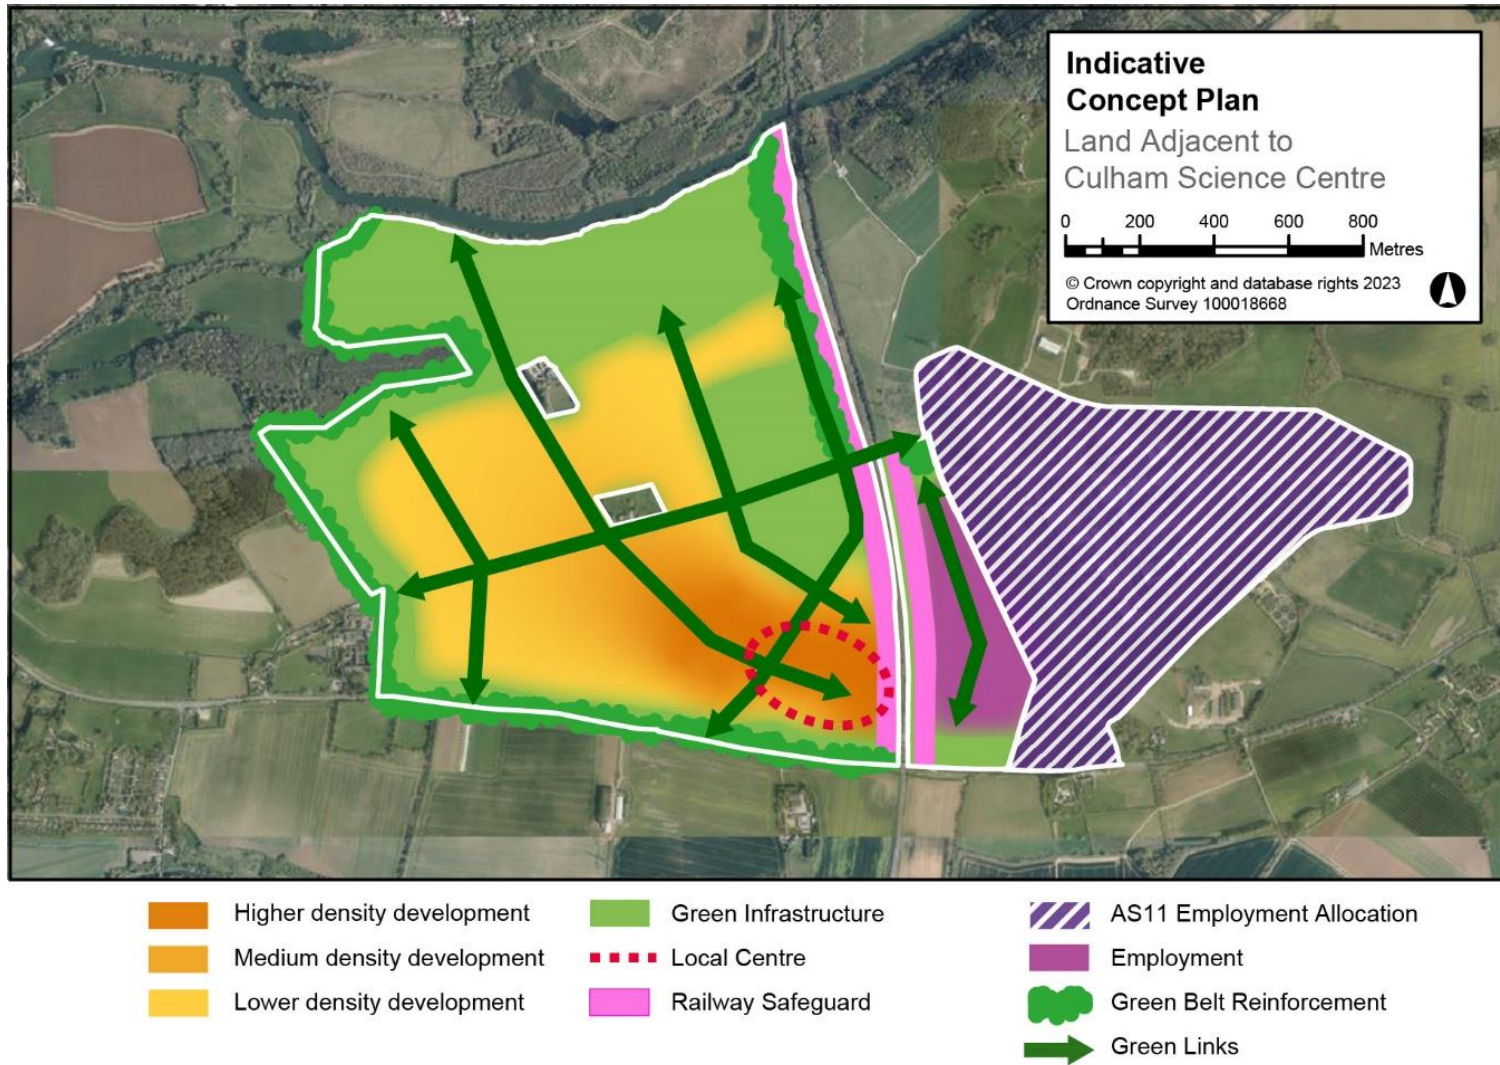 Indicative
Concept Plan
Land Adjacent to
Culham Science Centre
0 200 400 600 800
Metres
© Crown copyright and database rights 2023
Ordnance Survey 100018668
Higher density development
Medium density development
Lower density development
Green Infrastructure
Local Centre
Railway Safeguard
AS11 Employment Allocation
Employment
Green Belt Reinforcement
Green Links